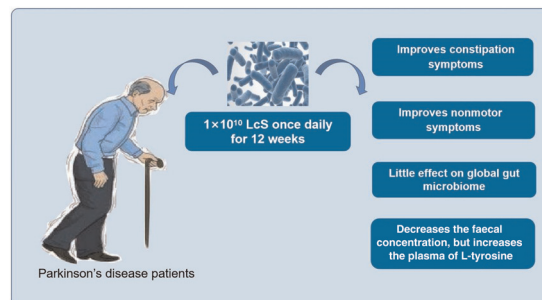 Improves constipation
symptoms
1×10¹⁰ LcS once daily
for 12 weeks
Improves nonmotor
symptoms
Little effect on global gut
microbiome
Decreases the faecal
concentration, but increases
the plasma of L-tyrosine
Parkinson's disease patients